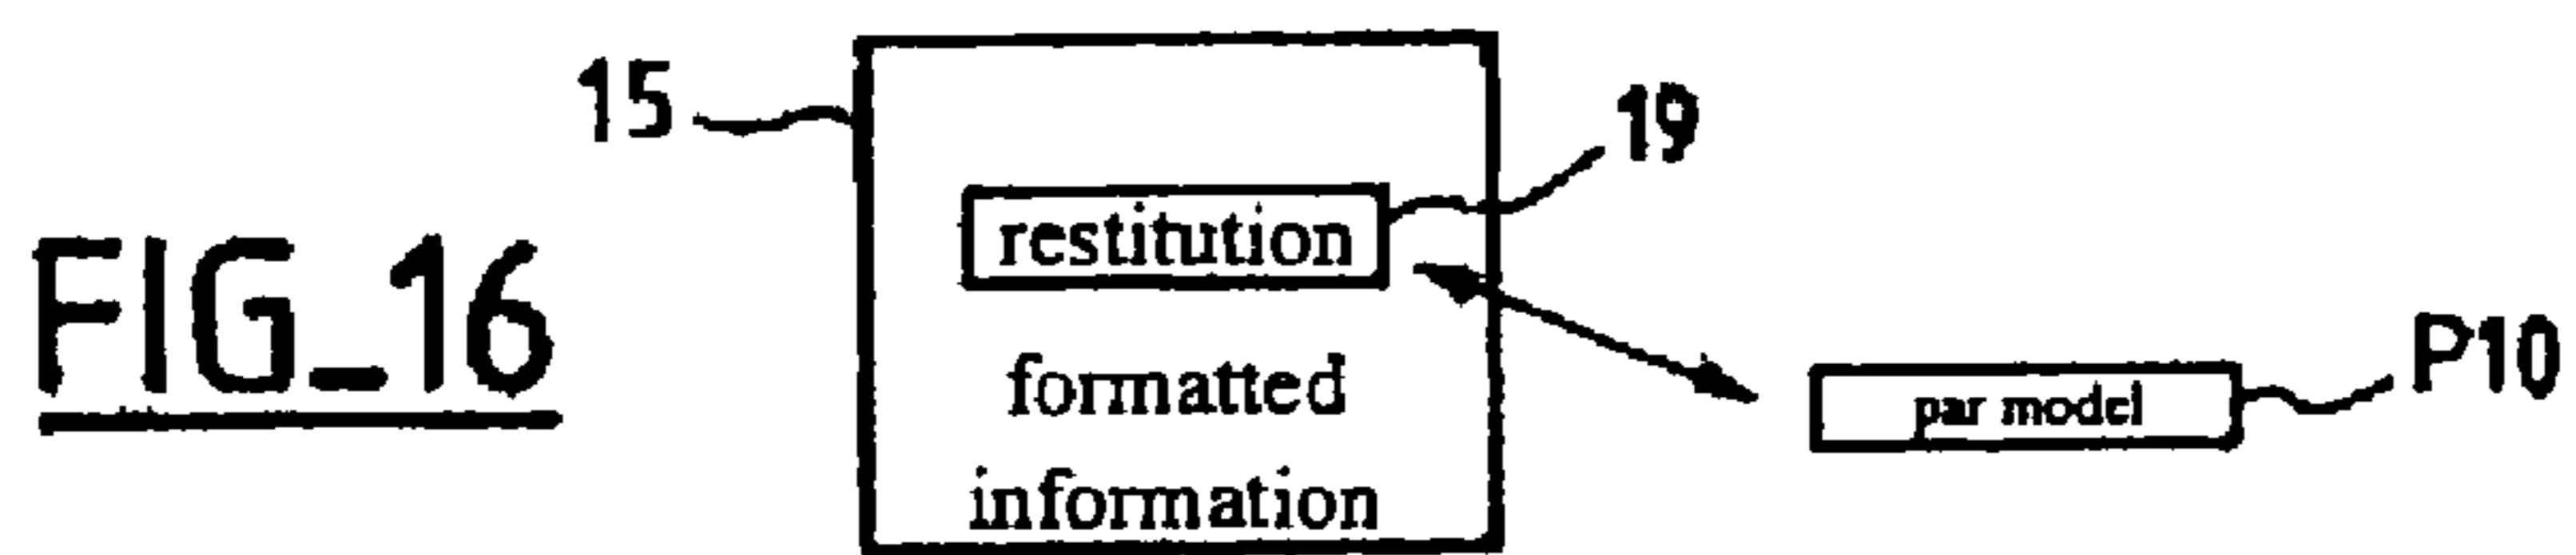 15
19
restitution
FIG_16
formatted
P10
par model
information